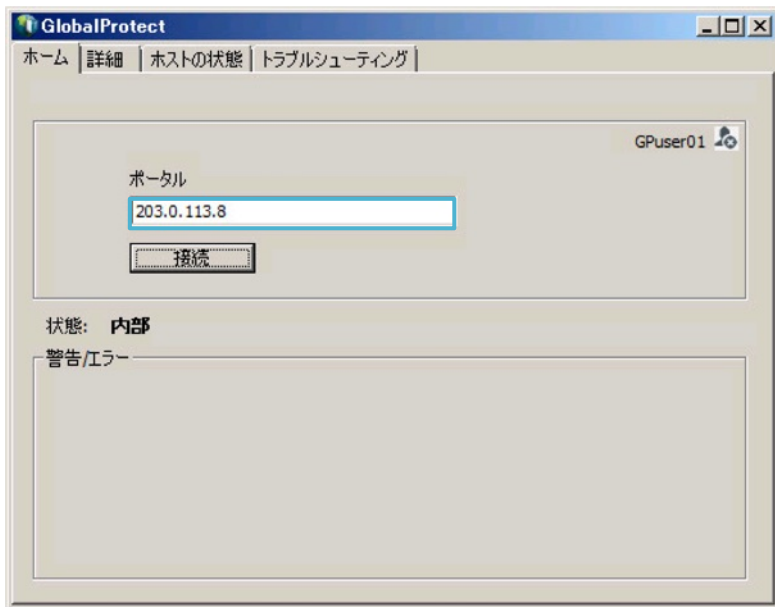 GlobalProtect
ホーム 詳細 ホストの状態 トラブルシューティング
GPuser01
ポータル
203.0.113.8
接続
状態: 内部
警告/エラー